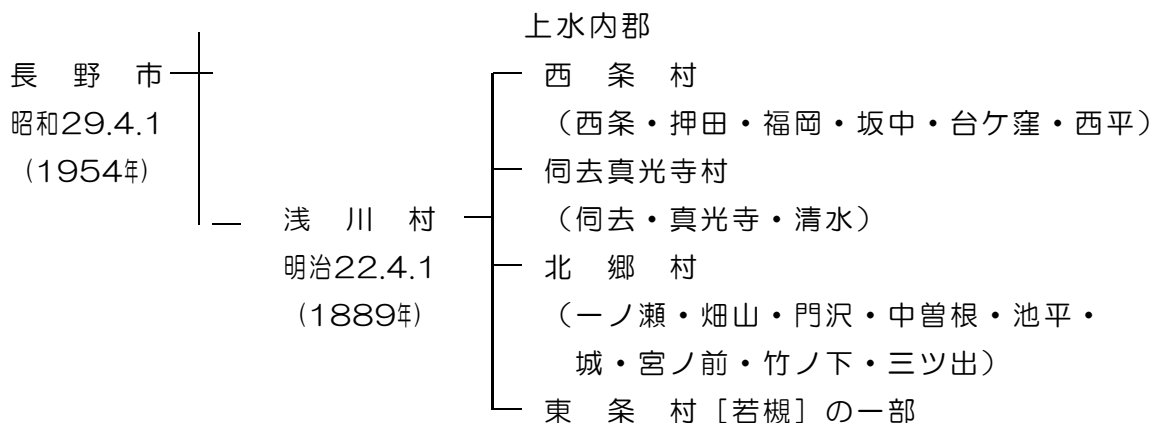 上水内郡
長野市
昭和29.4.1
(1954年)
浅川村
明治22.4.1
(1889年)
西条村
（西条・押田・福岡・坂中・台ケ窪・西平）
伺去真光寺村
（伺去・真光寺・清水）
北郷村
（一ノ瀬・畑山・門沢・中曽根・池平・
城・宮ノ前・竹ノ下・三ツ出）
東条村［若槻］の一部